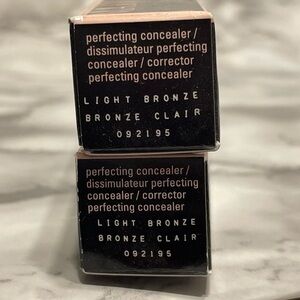 perfecting concealer /
dissimulateur perfecting
concealer / corrector
perfecting concealer
LIGHT BRONZE
BRONZE CLAIR
092195
perfecting concealer /
dissimulateur perfecting
concealer / corrector
perfecting concealer
LIGHT BRONZE
BRONZE CLAIR
092195